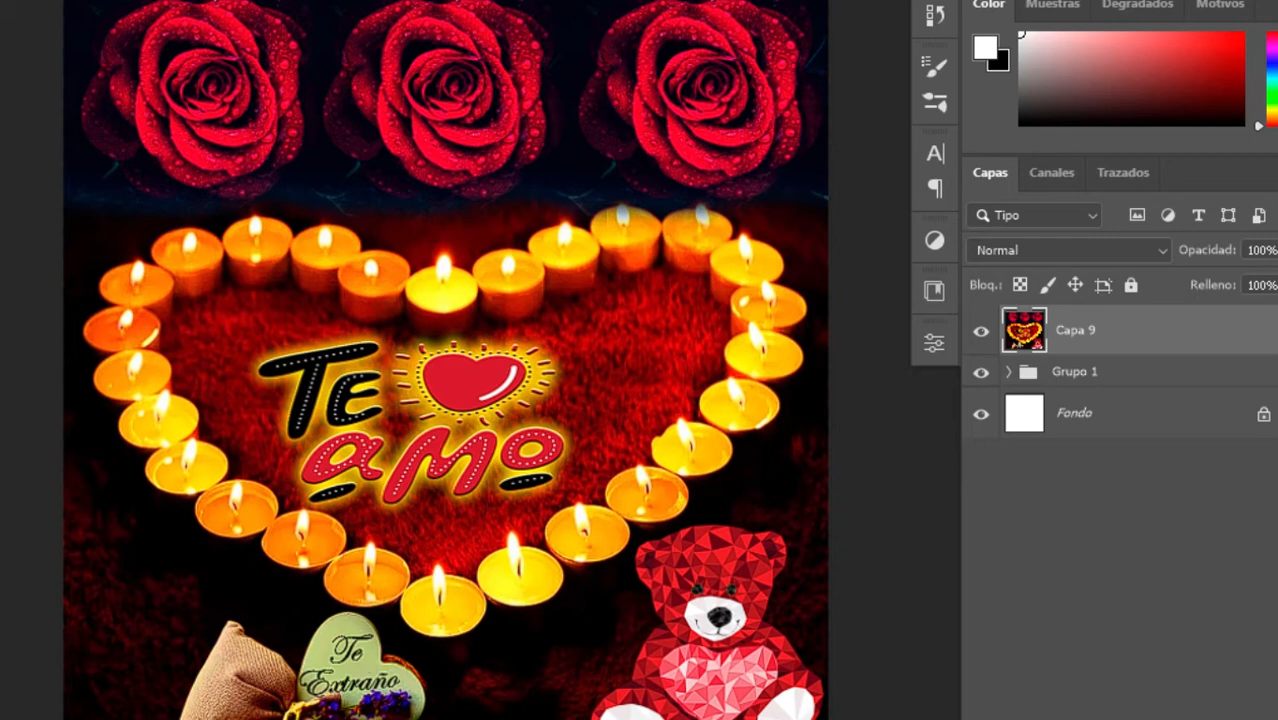 Color Muestras Degradados Motivos
Capas Canales Trazados
Tipo
Normal Opacidad: 100%
Bloq.: Relleno: 100%
Capa 9
Grupo 1
Fondo
TE
aMo
Te
Extraño